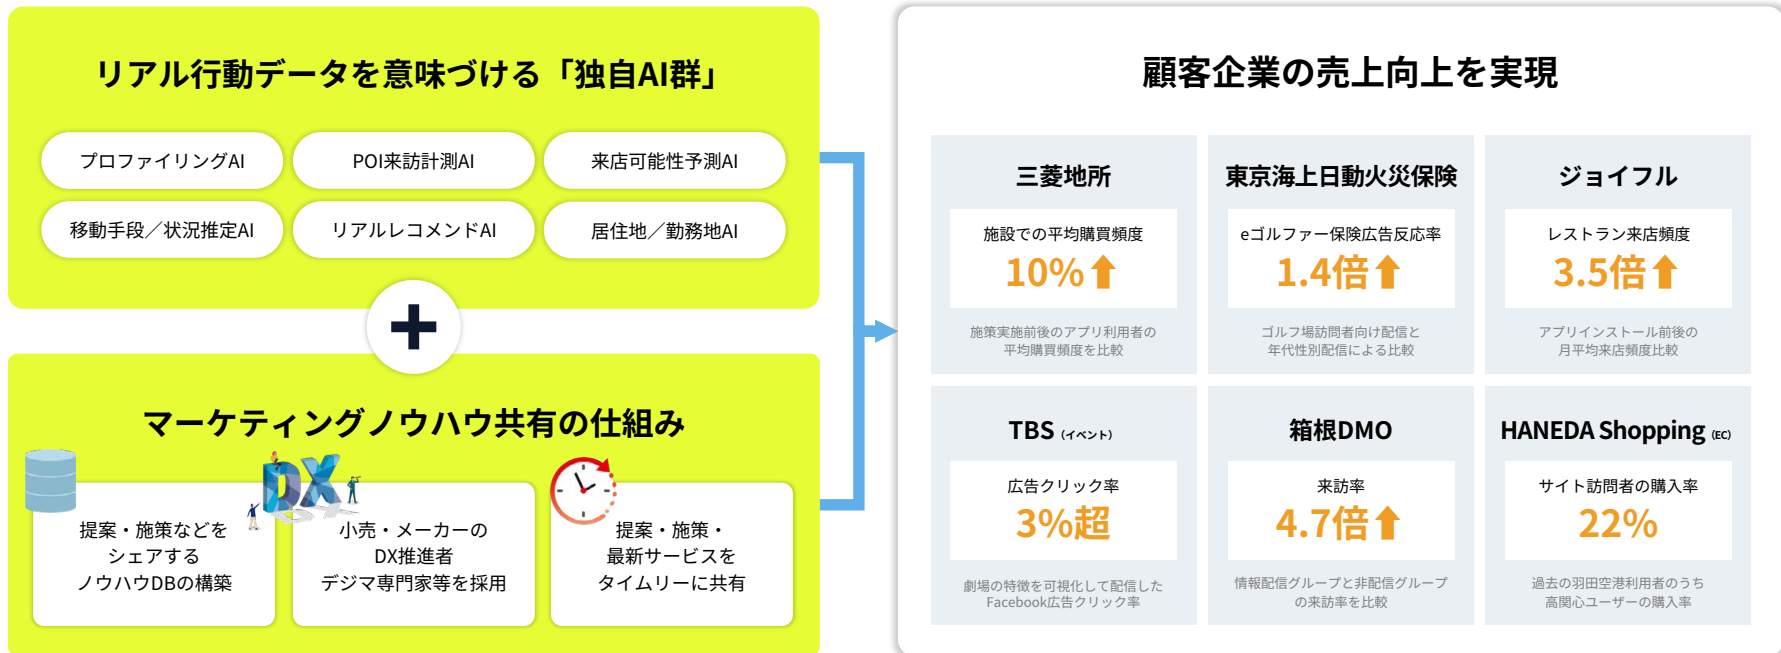 リアル行動データを意味づける「独自AI群」
プロファイリングAI
POI来訪計測AI
来店可能性予測AI
移動手段／状況推定AI
リアルレコメンドAI
居住地／勤務地AI
マーケティングノウハウ共有の仕組み
提案・施策などを
シェアする
ノウハウDBの構築
DX
小売・メーカーの
DX推進者
デジマ専門家等を採用
提案・施策・
最新サービスを
タイムリーに共有
顧客企業の売上向上を実現
三菱地所
施設での平均購買頻度
10%
施策実施前後のアプリ利用者の
平均購買頻度を比較
東京海上日動火災保険
eゴルファー保険広告反応率
1.4倍
ゴルフ場訪問者向け配信と
年代性別配信による比較
ジョイフル
レストラン来店頻度
3.5倍
アプリインストール前後の
月平均来店頻度比較
TBS（イベント）
広告クリック率
3%超
劇場の特徴を可視化して配信した
Facebook広告クリック率
箱根DMO
来訪率
4.7倍
情報配信グループと非配信グループ
の来訪率を比較
HANEDA Shopping（EC）
サイト訪問者の購入率
22%
過去の羽田空港利用者のうち
高関心ユーザーの購入率